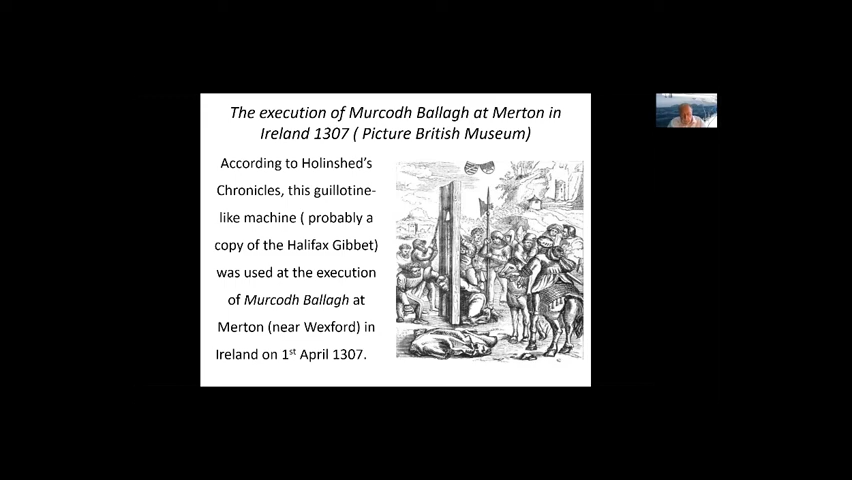 The execution of Murcodh Ballagh at Merton in
Ireland 1307 ( Picture British Museum)
According to Holinshed's
Chronicles, this guillotine-
like machine ( probably a
copy of the Halifax Gibbet)
was used at the execution
of Murcodh Ballagh at
Merton (near Wexford) in
Ireland on 1st April 1307.